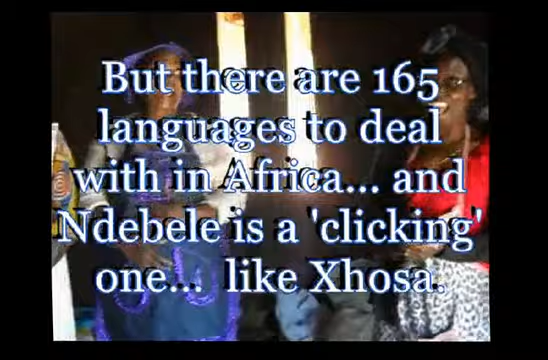 But there are 165
languages to deal
with in Africa... and
Ndebele is a 'clicking'
one... like Xhosa.